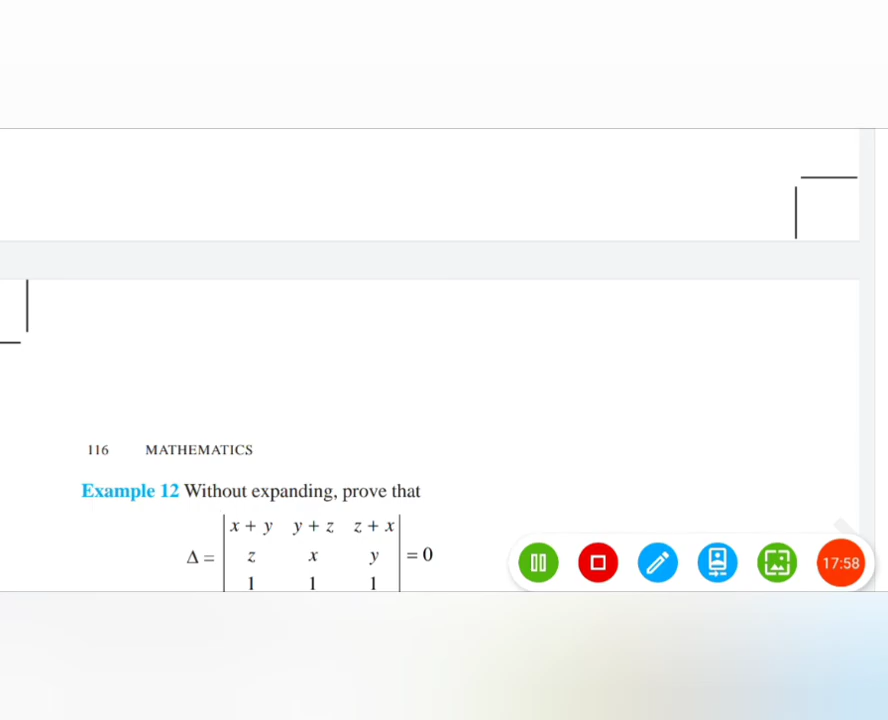 116 MATHEMATICS
Example 12 Without expanding, prove that
x + y y + z z + x
Δ = z x y = 0
1 1 1
17:58